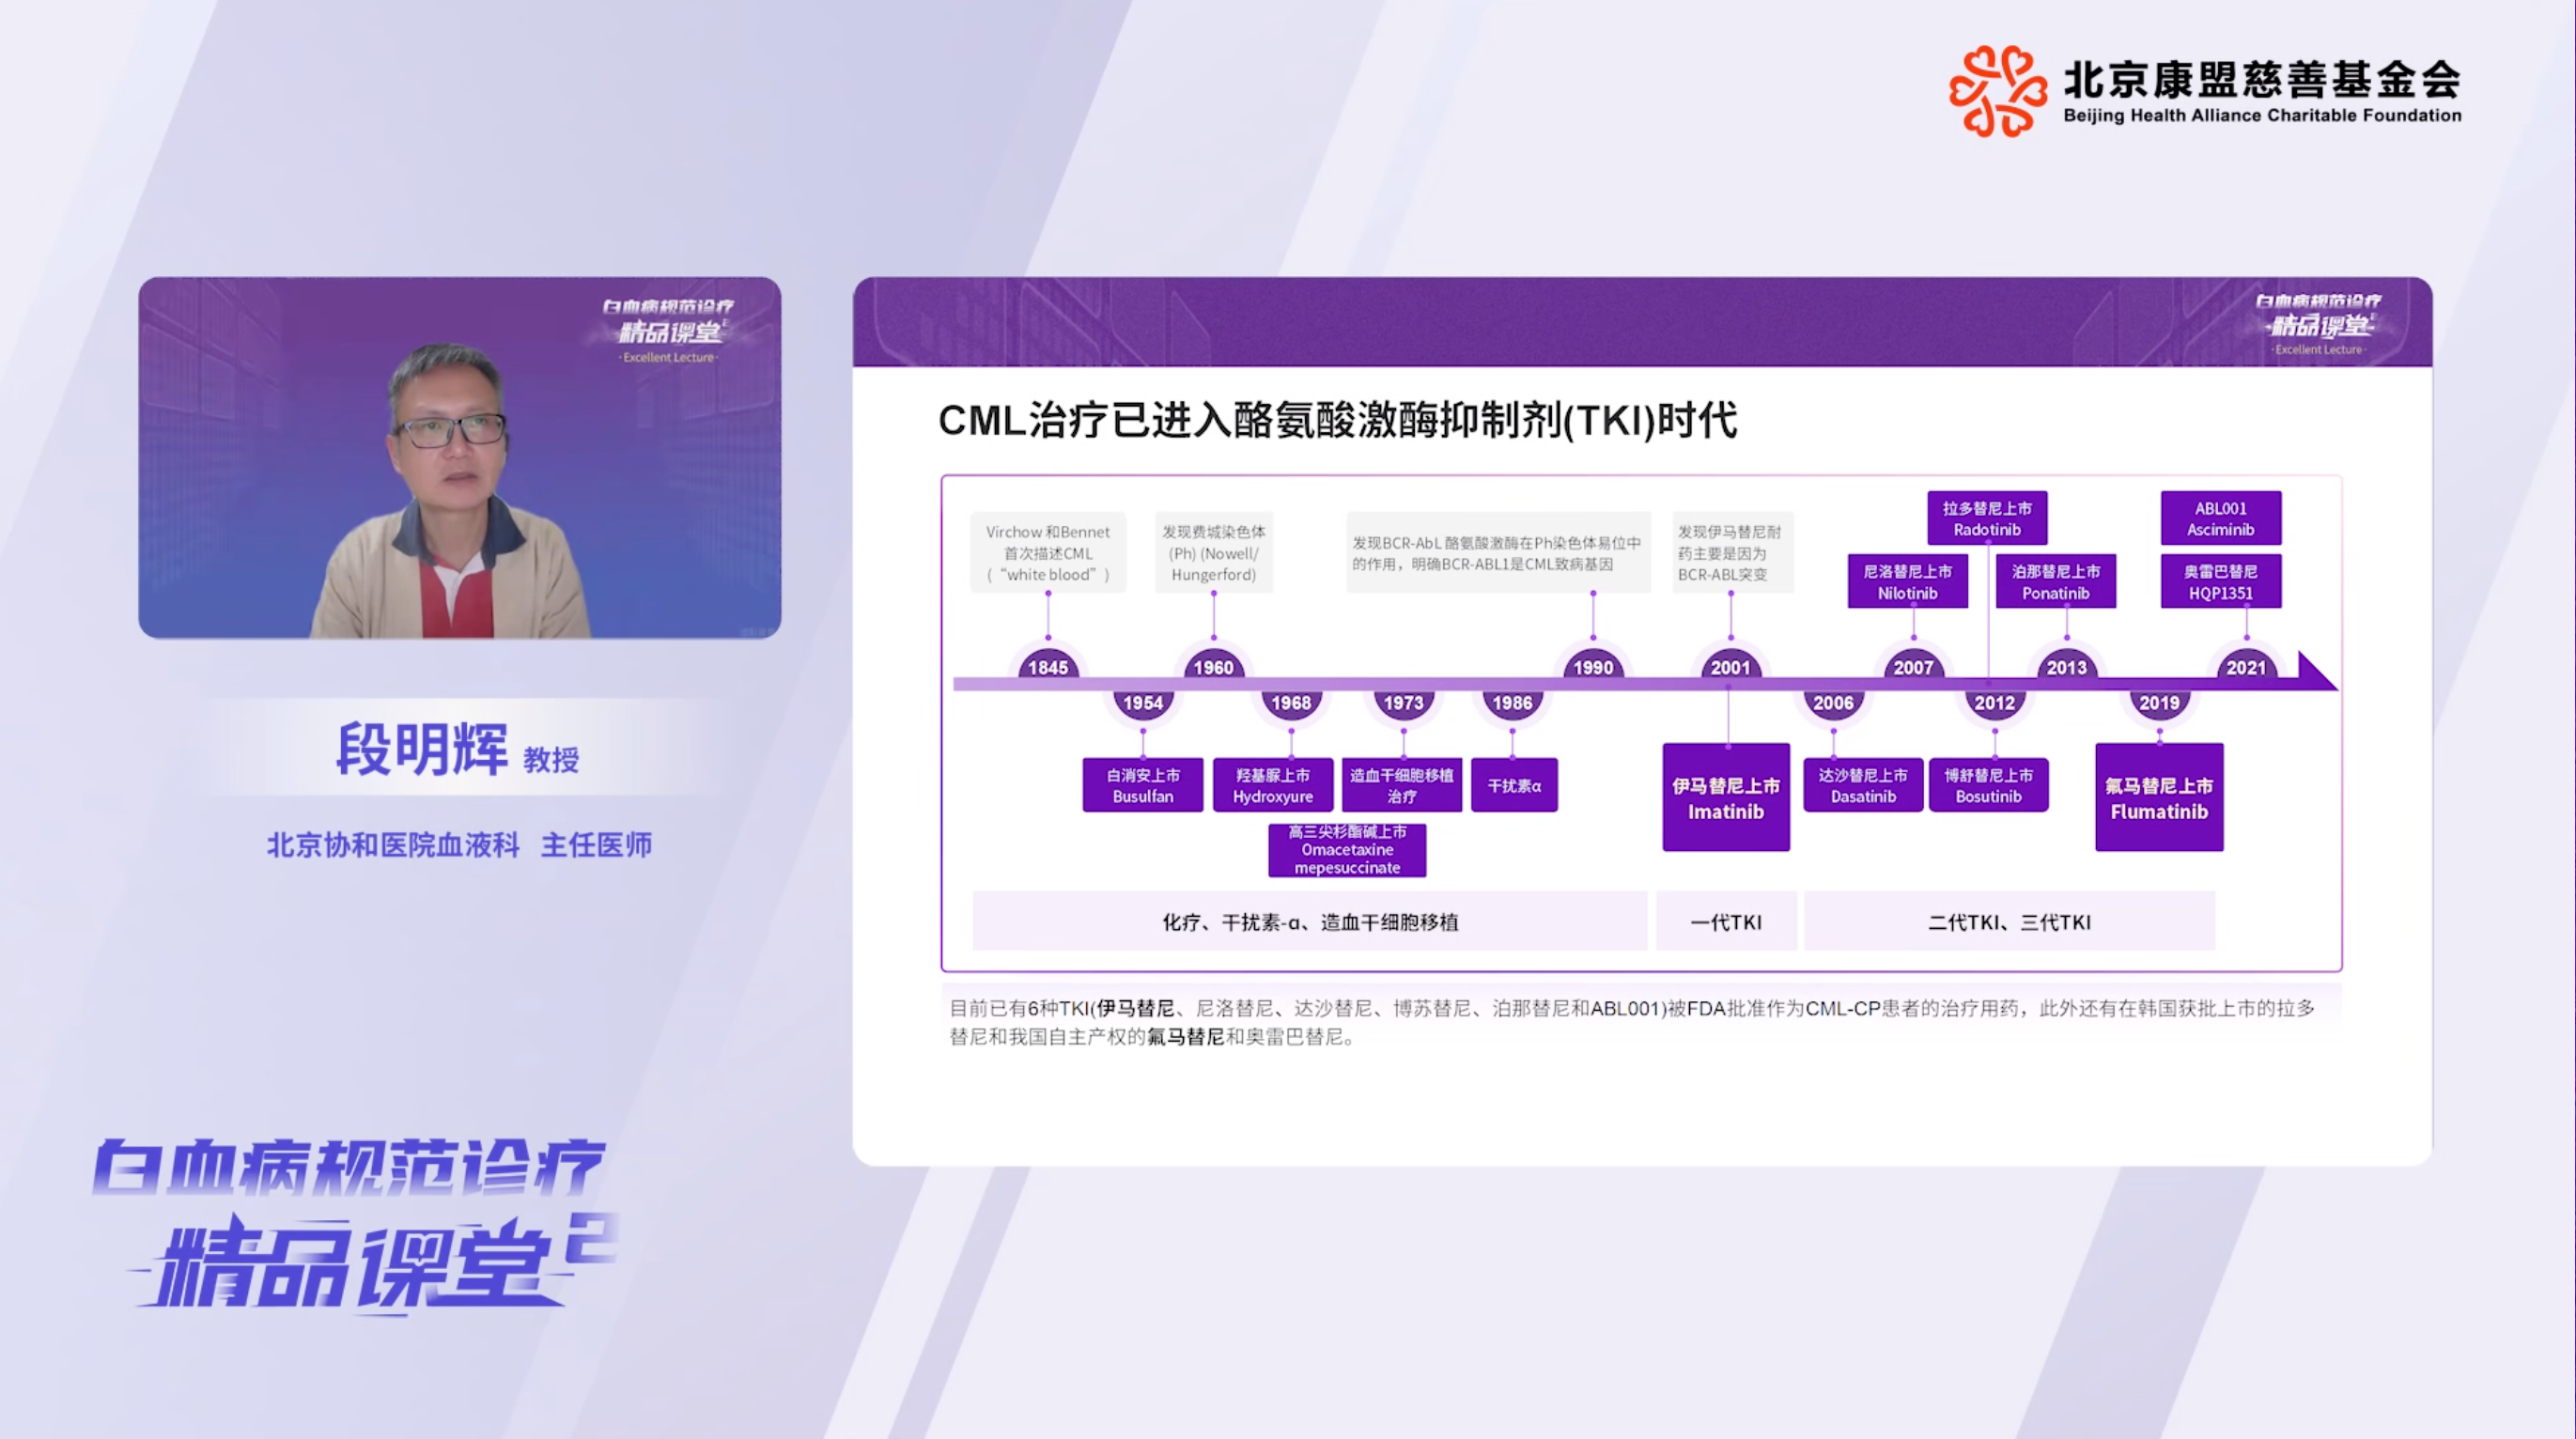 北京康盟慈善基金会
Beijing Health Alliance Charitable Foundation
白血病规范诊疗
精品课堂2
·Excellent Lecture·
段明辉 教授
北京协和医院血液科 主任医师
白血病规范诊疗
精品课堂2
白血病规范诊疗
精品课堂2
·Excellent Lecture·
CML治疗已进入酪氨酸激酶抑制剂(TKI)时代
Virchow 和Bennet
首次描述CML
(“white blood”)
发现费城染色体
(Ph) (Nowell/
Hungerford)
发现BCR-AbL 酪氨酸激酶在Ph染色体易位中
的作用，明确BCR-ABL1是CML致病基因
发现伊马替尼耐
药主要是因为
BCR-ABL突变
拉多替尼上市
Radotinib
尼洛替尼上市
Nilotinib
泊那替尼上市
Ponatinib
ABL001
Asciminib
奥雷巴替尼
HQP1351
1845
1960
1990
2001
2007
2013
2021
1954
1968
1973
1986
2006
2012
2019
白消安上市
Busulfan
羟基脲上市
Hydroxyure
造血干细胞移植
治疗
干扰素α
高三尖杉酯碱上市
Omacetaxine
mepesuccinate
伊马替尼上市
Imatinib
达沙替尼上市
Dasatinib
博舒替尼上市
Bosutinib
氟马替尼上市
Flumatinib
化疗、干扰素-α、造血干细胞移植
一代TKI
二代TKI、三代TKI
目前已有6种TKI(伊马替尼、尼洛替尼、达沙替尼、博苏替尼、泊那替尼和ABL001)被FDA批准作为CML-CP患者的治疗用药，此外还有在韩国获批上市的拉多
替尼和我国自主产权的氟马替尼和奥雷巴替尼。